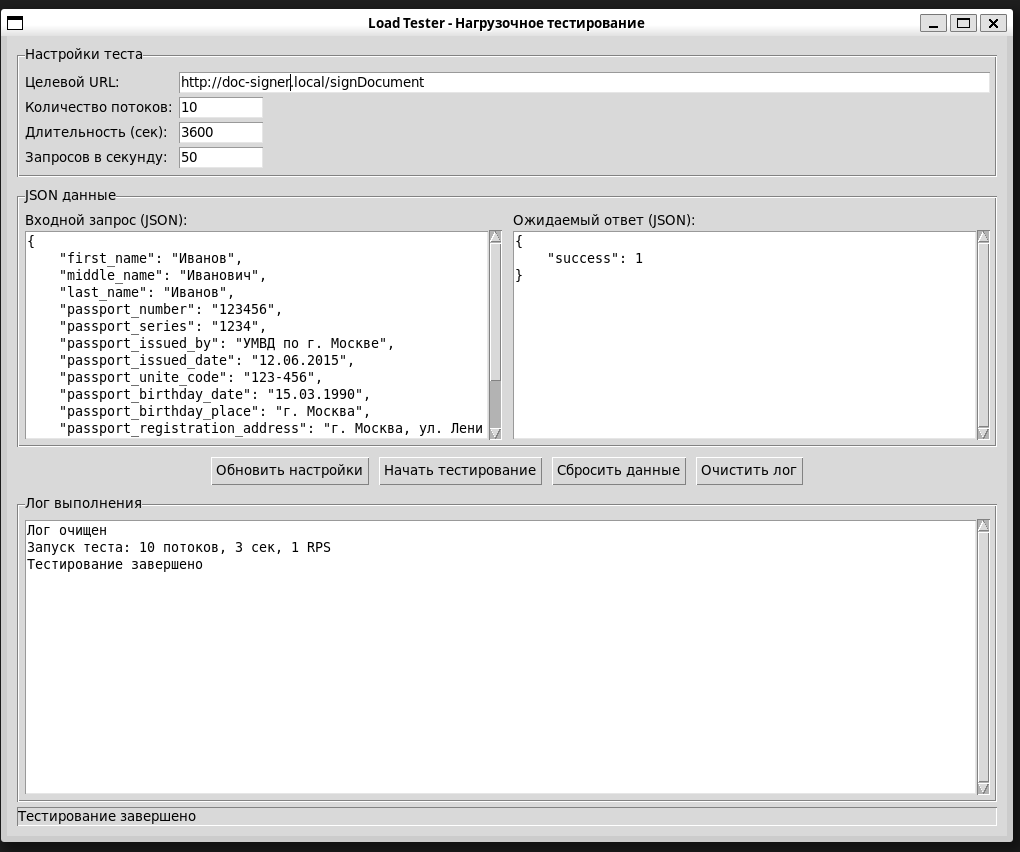 Load Tester - Нагрузочное тестирование
Настройки теста
Целевой URL: http://doc-signer.local/signDocument
Количество потоков: 10
Длительность (сек): 3600
Запросов в секунду: 50
JSON данные
Входной запрос (JSON):
{
    "first_name": "Иванов",
    "middle_name": "Иванович",
    "last_name": "Иванов",
    "passport_number": "123456",
    "passport_series": "1234",
    "passport_issued_by": "УМВД по г. Москве",
    "passport_issued_date": "12.06.2015",
    "passport_unite_code": "123-456",
    "passport_birthday_date": "15.03.1990",
    "passport_birthday_place": "г. Москва",
    "passport_registration_address": "г. Москва, ул. Лени
Ожидаемый ответ (JSON):
{
    "success": 1
}
Обновить настройки Начать тестирование Сбросить данные Очистить лог
Лог выполнения
Лог очищен
Запуск теста: 10 потоков, 3 сек, 1 RPS
Тестирование завершено
Тестирование завершено